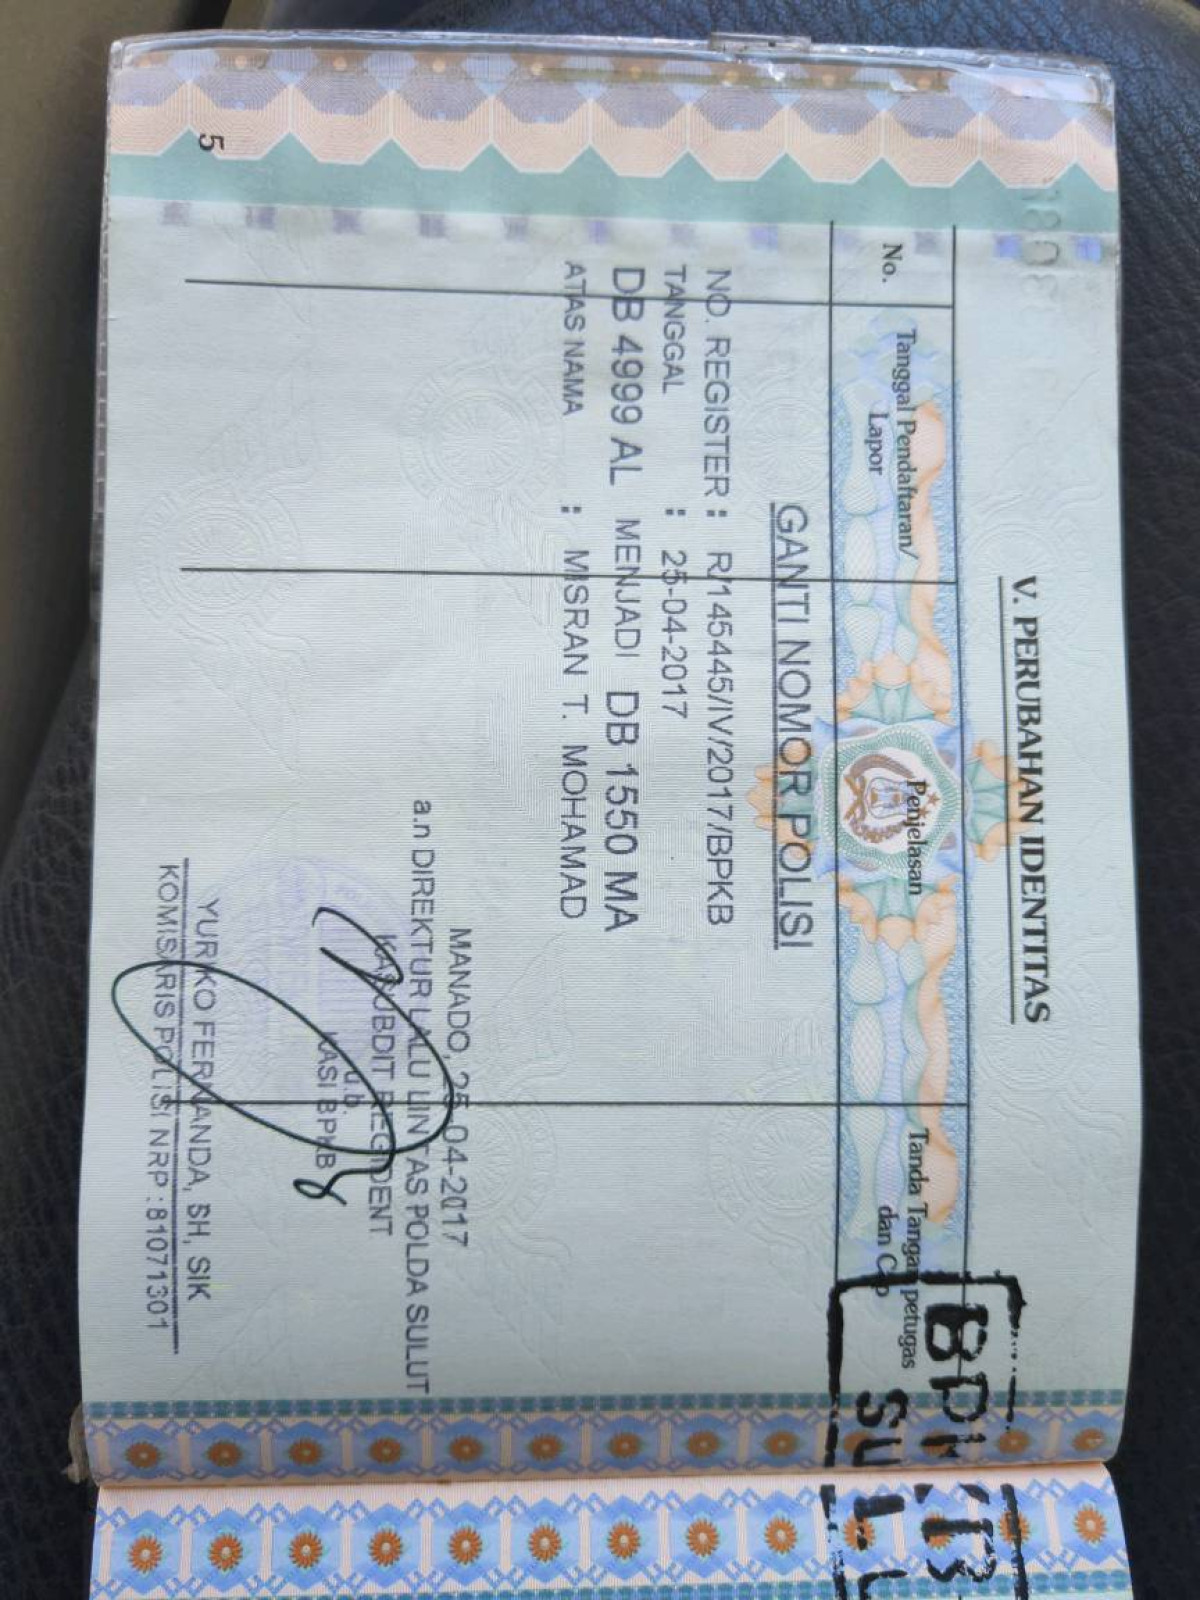 V. PERUBAHAN IDENTITAS
No.
Tanggal Pendaftaran/
Lapor
Penjelasan
Tanda Tangan petugas
dan Cap
GANTI NOMOR POLISI
NO. REGISTER : R/145445/IV/2017/BPKB
TANGGAL : 25-04-2017
DB 4999 AL MENJADI DB 1550 MA
ATAS NAMA : MISRAN T. MOHAMAD
MANADO, 25-04-2017
a.n DIREKTUR LALU LINTAS POLDA SULUT
KASUBDIT REGIDENT
u.b.
KASI BPKB
YURIKO FERNANDA, SH, SIK
KOMISARIS POLISI NRP : 81071301
5